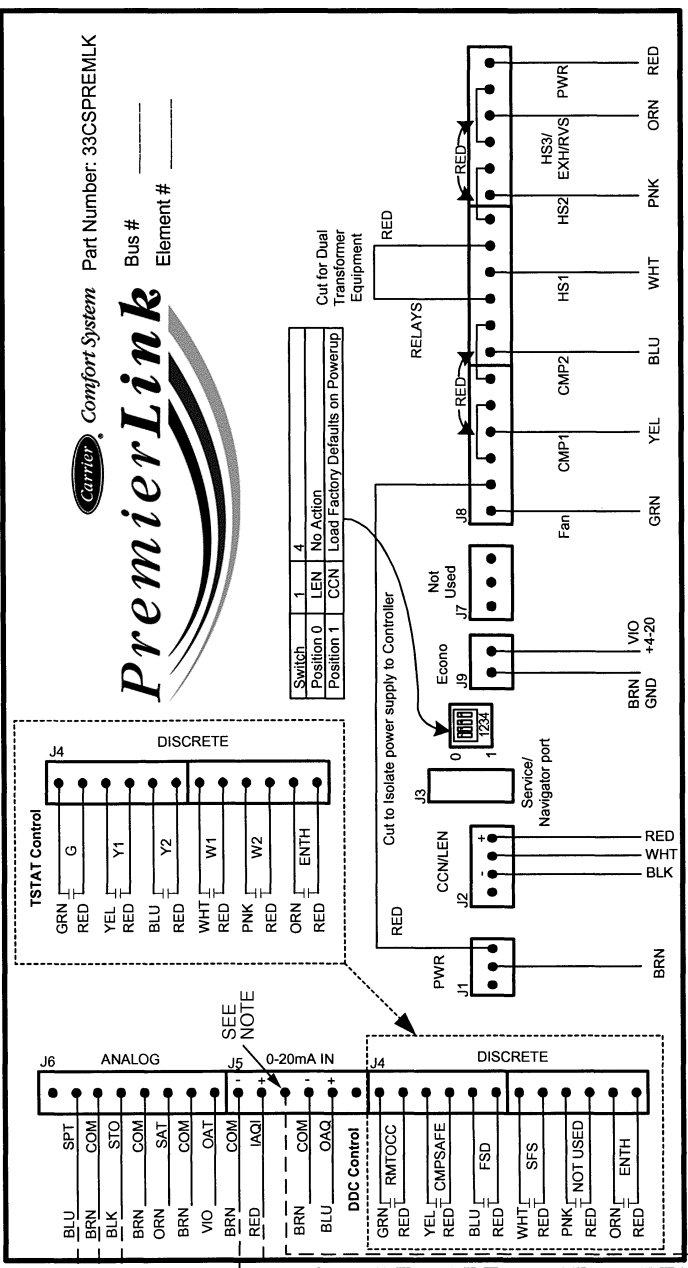 Carrier Comfort System Part Number: 33CSPREMLK
PremierLink
Bus #
Element #
Switch 1 4
Position 0 LEN No Action
Position 1 CCN Load Factory Defaults on Powerup
Cut for Dual
Transformer
Equipment
RED
RELAYS
RED
RED
J8
Fan
CMP1
CMP2
HS1
HS2
HS3/
EXH/RVS
PWR
GRN
YEL
BLU
WHT
PNK
ORN
RED
Not
Used
J7
Econo
J9
BRN
GND
VIO
+4-20
Cut to Isolate power supply to Controller
0
1
1234
J3
Service/
Navigator port
CCN/LEN
J2
-
+
RED
WHT
BLK
RED
PWR
J1
BRN
TSTAT Control
J4
DISCRETE
GRN
G
RED
YEL
Y1
RED
BLU
Y2
RED
WHT
W1
RED
PNK
W2
RED
ORN
ENTH
RED
SEE
NOTE
J6
ANALOG
BLU SPT
BRN COM
BLK STO
BRN COM
ORN SAT
BRN COM
VIO OAT
J5
0-20mA IN
BRN COM -
RED IAQI +
BRN COM -
BLU OAQ +
DDC Control
J4
DISCRETE
GRN
RMTOCC
RED
YEL
CMPSAFE
RED
BLU
FSD
RED
WHT
SFS
RED
PNK
NOT USED
RED
ORN
ENTH
RED